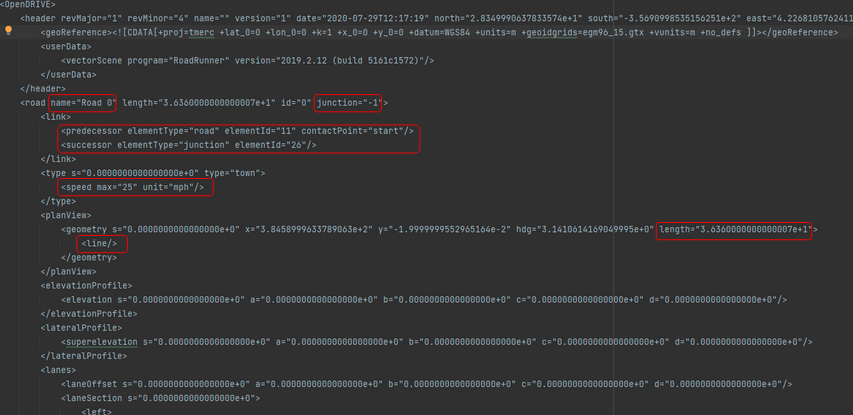 <OpenDRIVE>
<header revMajor="1" revMinor="4" name="" version="1" date="2020-07-29T12:17:19" north="2.8349990637833574e+1" south="-3.5690998535156251e+2" east="4.2268105762411
<geoReference><![CDATA[+proj=tmerc +lat_0=0 +lon_0=0 +k=1 +x_0=0 +y_0=0 +datum=WGS84 +units=m +geoidgrids=egm96_15.gtx +vunits=m +no_defs ]]></geoReference>
<userData>
<vectorScene program="RoadRunner" version="2019.2.12 (build 5161c1572)"/>
</userData>
</header>
<road name="Road 0" length="3.6360000000000007e+1" id="0" junction="-1">
<link>
<predecessor elementType="road" elementId="11" contactPoint="start"/>
<successor elementType="junction" elementId="26"/>
</link>
<type s="0.0000000000000000e+0" type="town">
<speed max="25" unit="mph"/>
</type>
<planView>
<geometry s="0.0000000000000000e+0" x="3.8458999633789063e+2" y="-1.9999999552965164e-2" hdg="3.1410614169049995e+0" length="3.6360000000000007e+1">
<line/>
</geometry>
</planView>
<elevationProfile>
<elevation s="0.0000000000000000e+0" a="0.0000000000000000e+0" b="0.0000000000000000e+0" c="0.0000000000000000e+0" d="0.0000000000000000e+0"/>
</elevationProfile>
<lateralProfile>
<superelevation s="0.0000000000000000e+0" a="0.0000000000000000e+0" b="0.0000000000000000e+0" c="0.0000000000000000e+0" d="0.0000000000000000e+0"/>
</lateralProfile>
<lanes>
<laneOffset s="0.0000000000000000e+0" a="0.0000000000000000e+0" b="0.0000000000000000e+0" c="0.0000000000000000e+0" d="0.0000000000000000e+0"/>
<laneSection s="0.0000000000000000e+0">
<left>